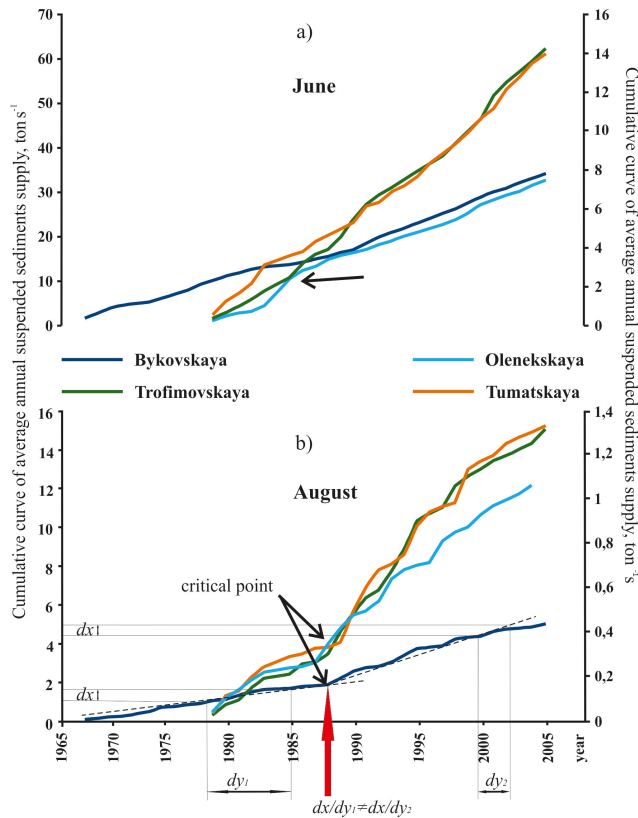 70
60
50
40
30
20
10
0
Cumulative curve of average annual suspended sediments supply, ton s⁻¹
a)
June
16
14
12
10
8
6
4
2
0
Cumulative curve of average annual suspended sediments supply, ton ⁻¹s
Bykovskaya
Olenekskaya
Trofimovskaya
Tumatskaya
16
14
12
10
8
6
4
2
0
b)
August
critical point
dx
dx
1,4
1,2
1
0,8
0,6
0,4
0,2
0
1965
1970
1975
1980
1985
1990
1995
2000
2005
year
dy₁
dy₂
dx/dy₁≠dx/dy₂